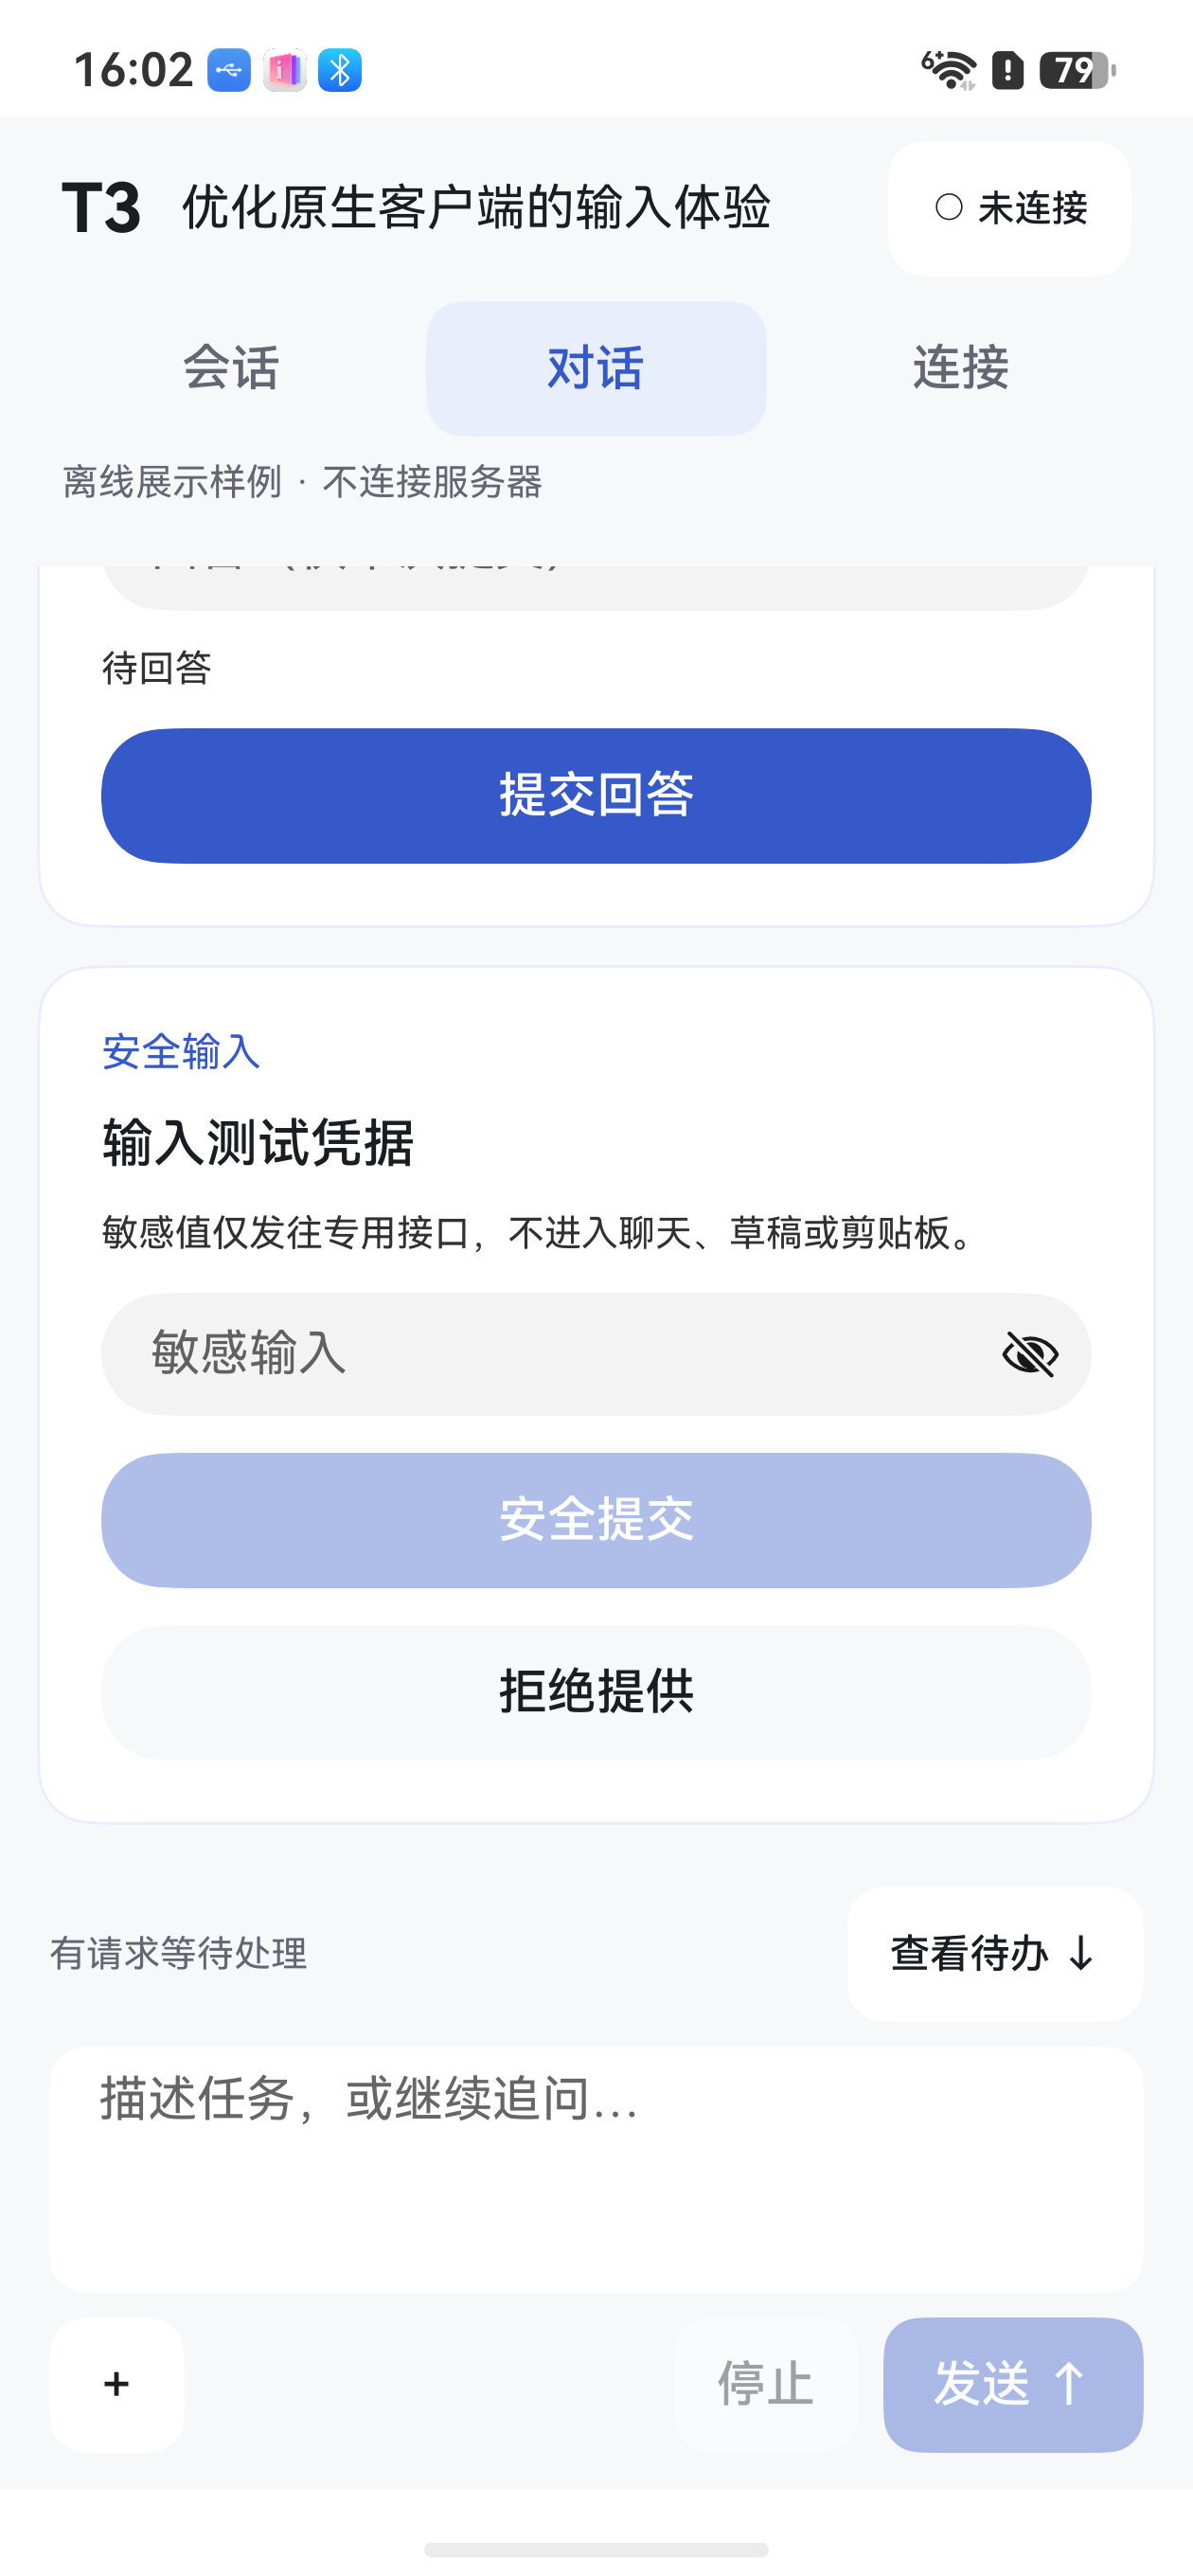 16:02
79
T3 优化原生客户端的输入体验
未连接
会话 对话 连接
离线展示样例 · 不连接服务器
待回答
提交回答
安全输入
输入测试凭据
敏感值仅发往专用接口，不进入聊天、草稿或剪贴板。
敏感输入
安全提交
拒绝提供
有请求等待处理
查看待办 ↓
描述任务，或继续追问...
+
停止
发送 ↑